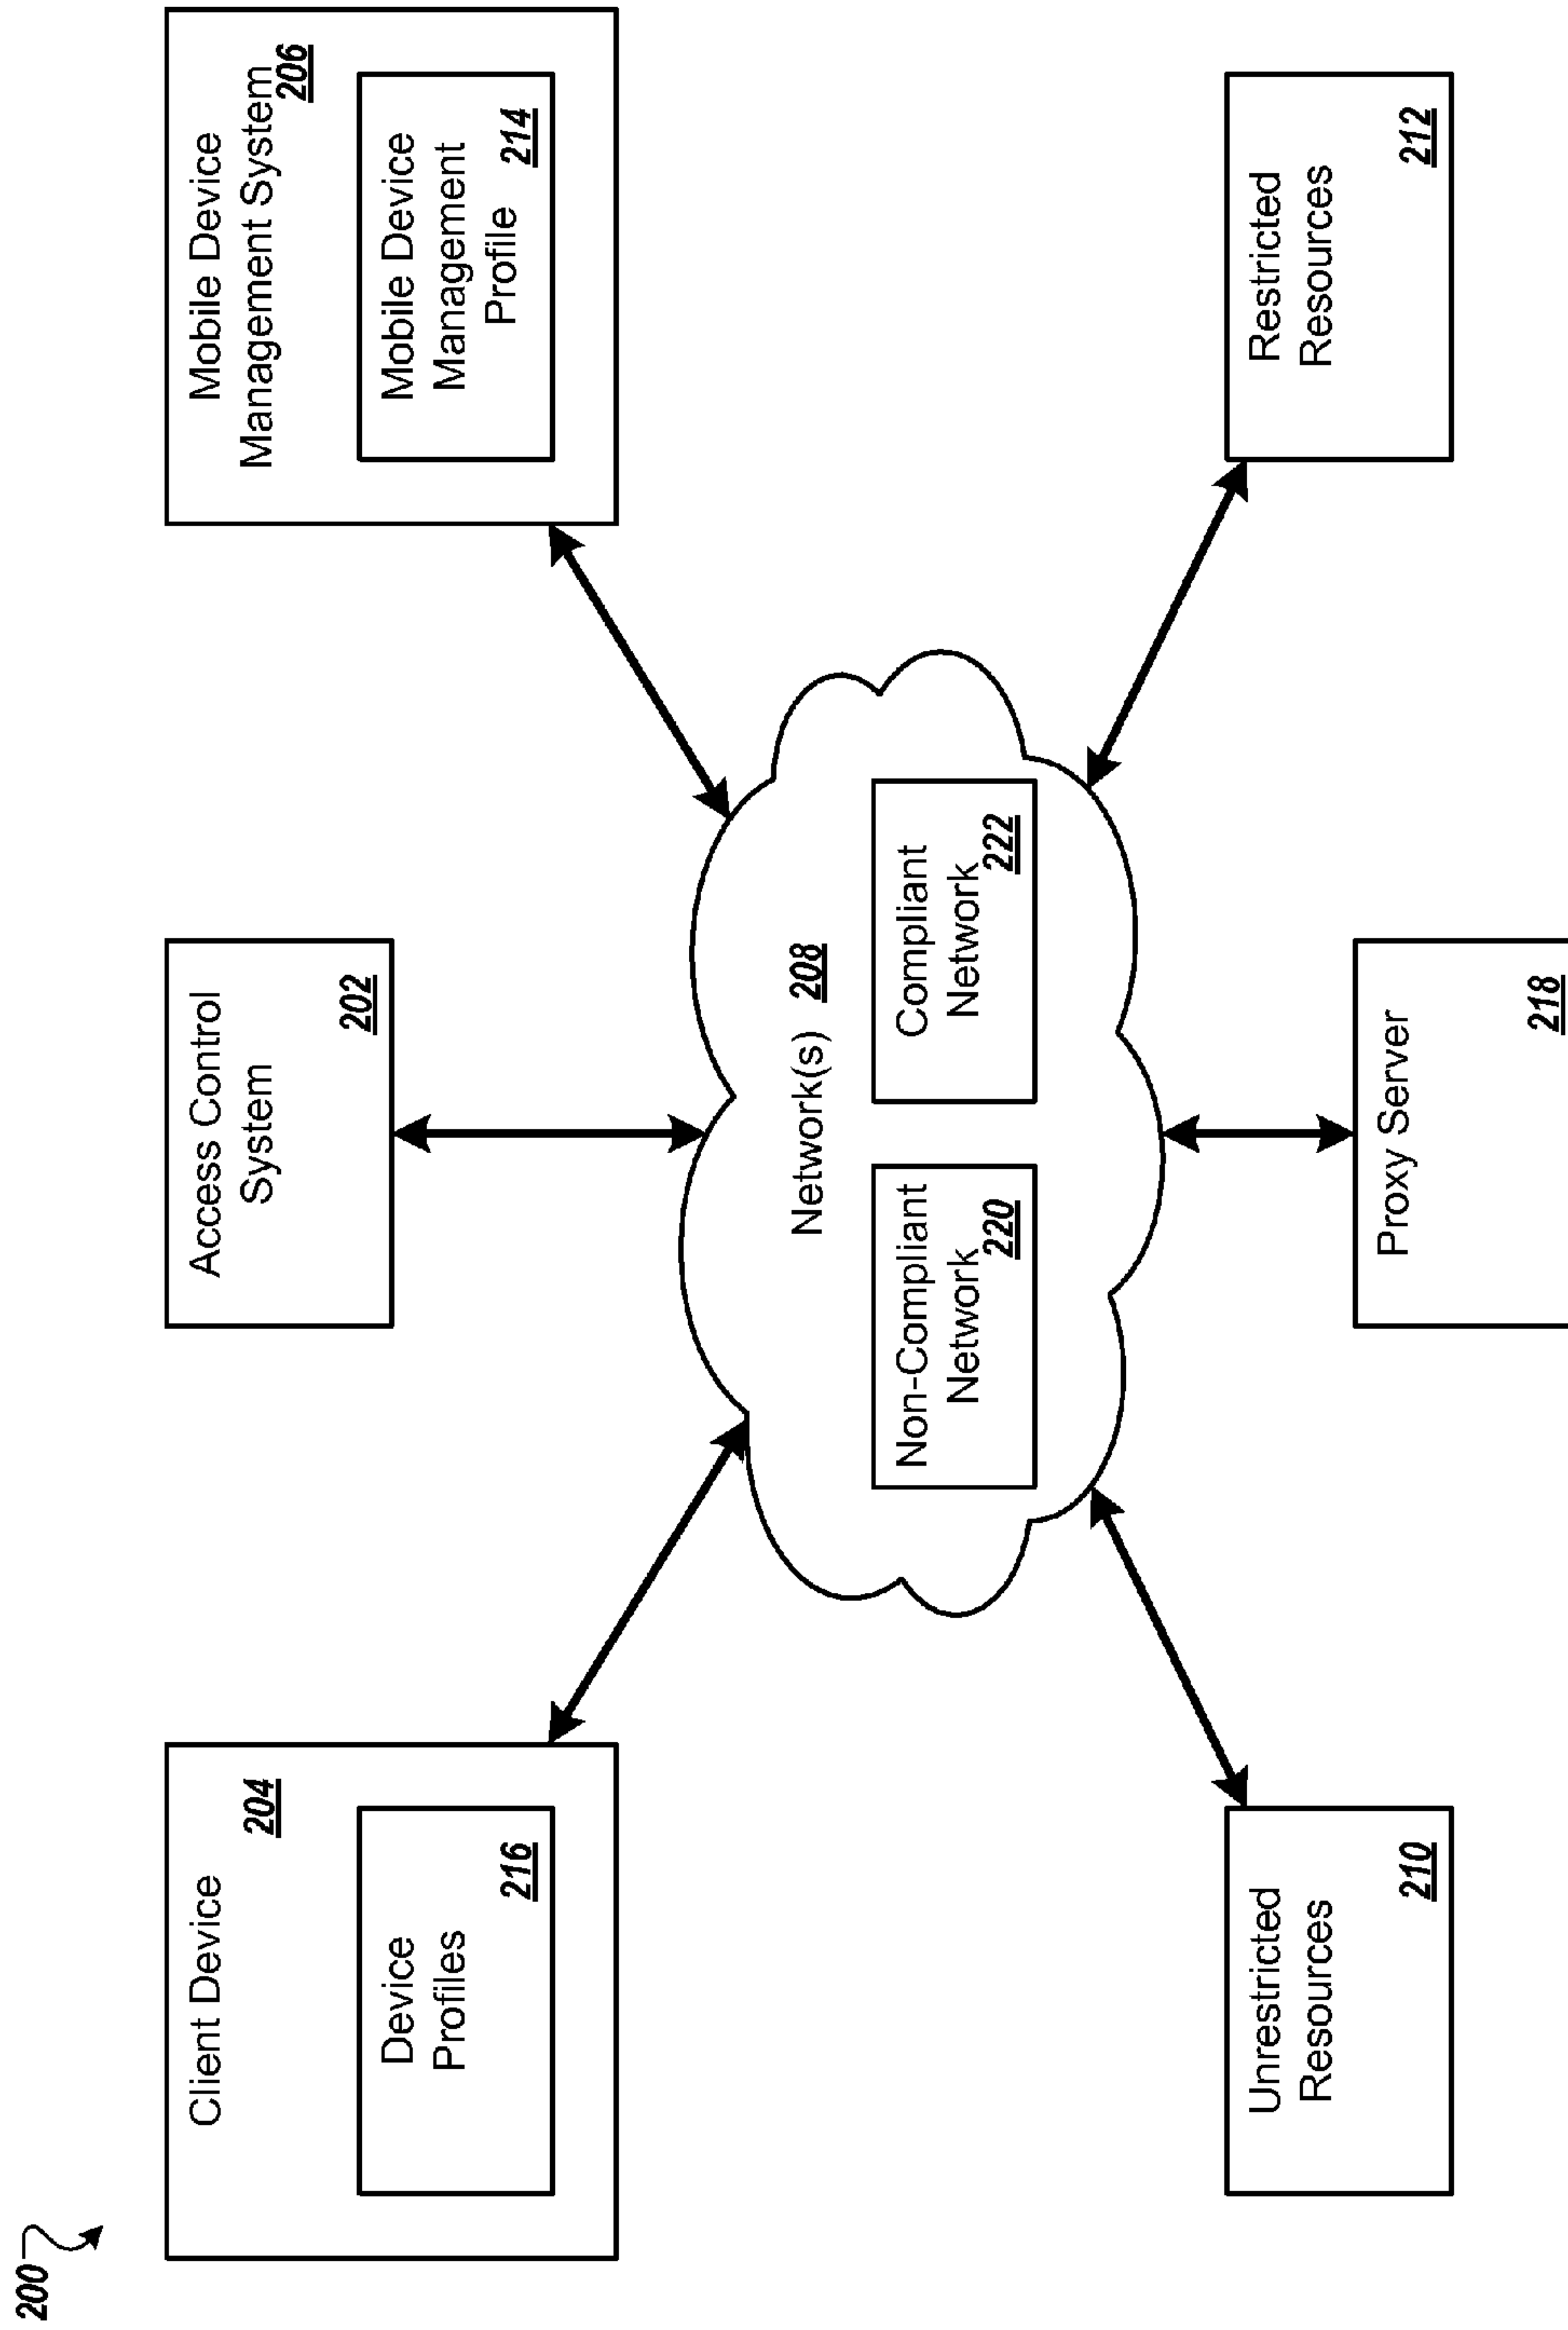 200
Client Device
204
Device
Profiles
216
Access Control
System
202
Mobile Device
Management System
206
Mobile Device
Management
Profile
214
Network(s) 208
Non-Compliant
Network
220
Compliant
Network
222
Unrestricted
Resources
210
Proxy Server
218
Restricted
Resources
212